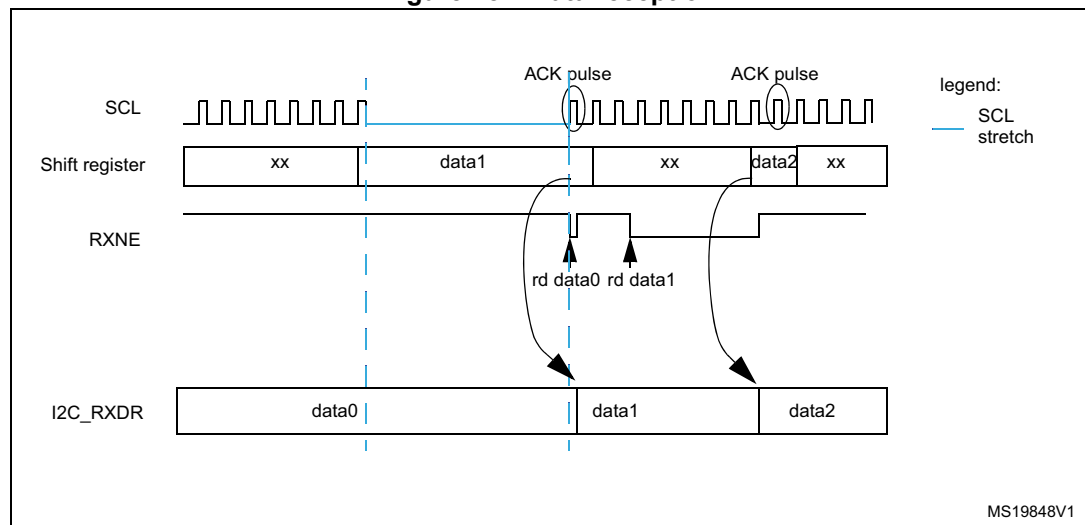 ACK pulse
ACK pulse
legend:
SCL
SCL
stretch
Shift register
xx
data1
xx
data2
xx
RXNE
rd data0
rd data1
I2C_RXDR
data0
data1
data2
MS19848V1